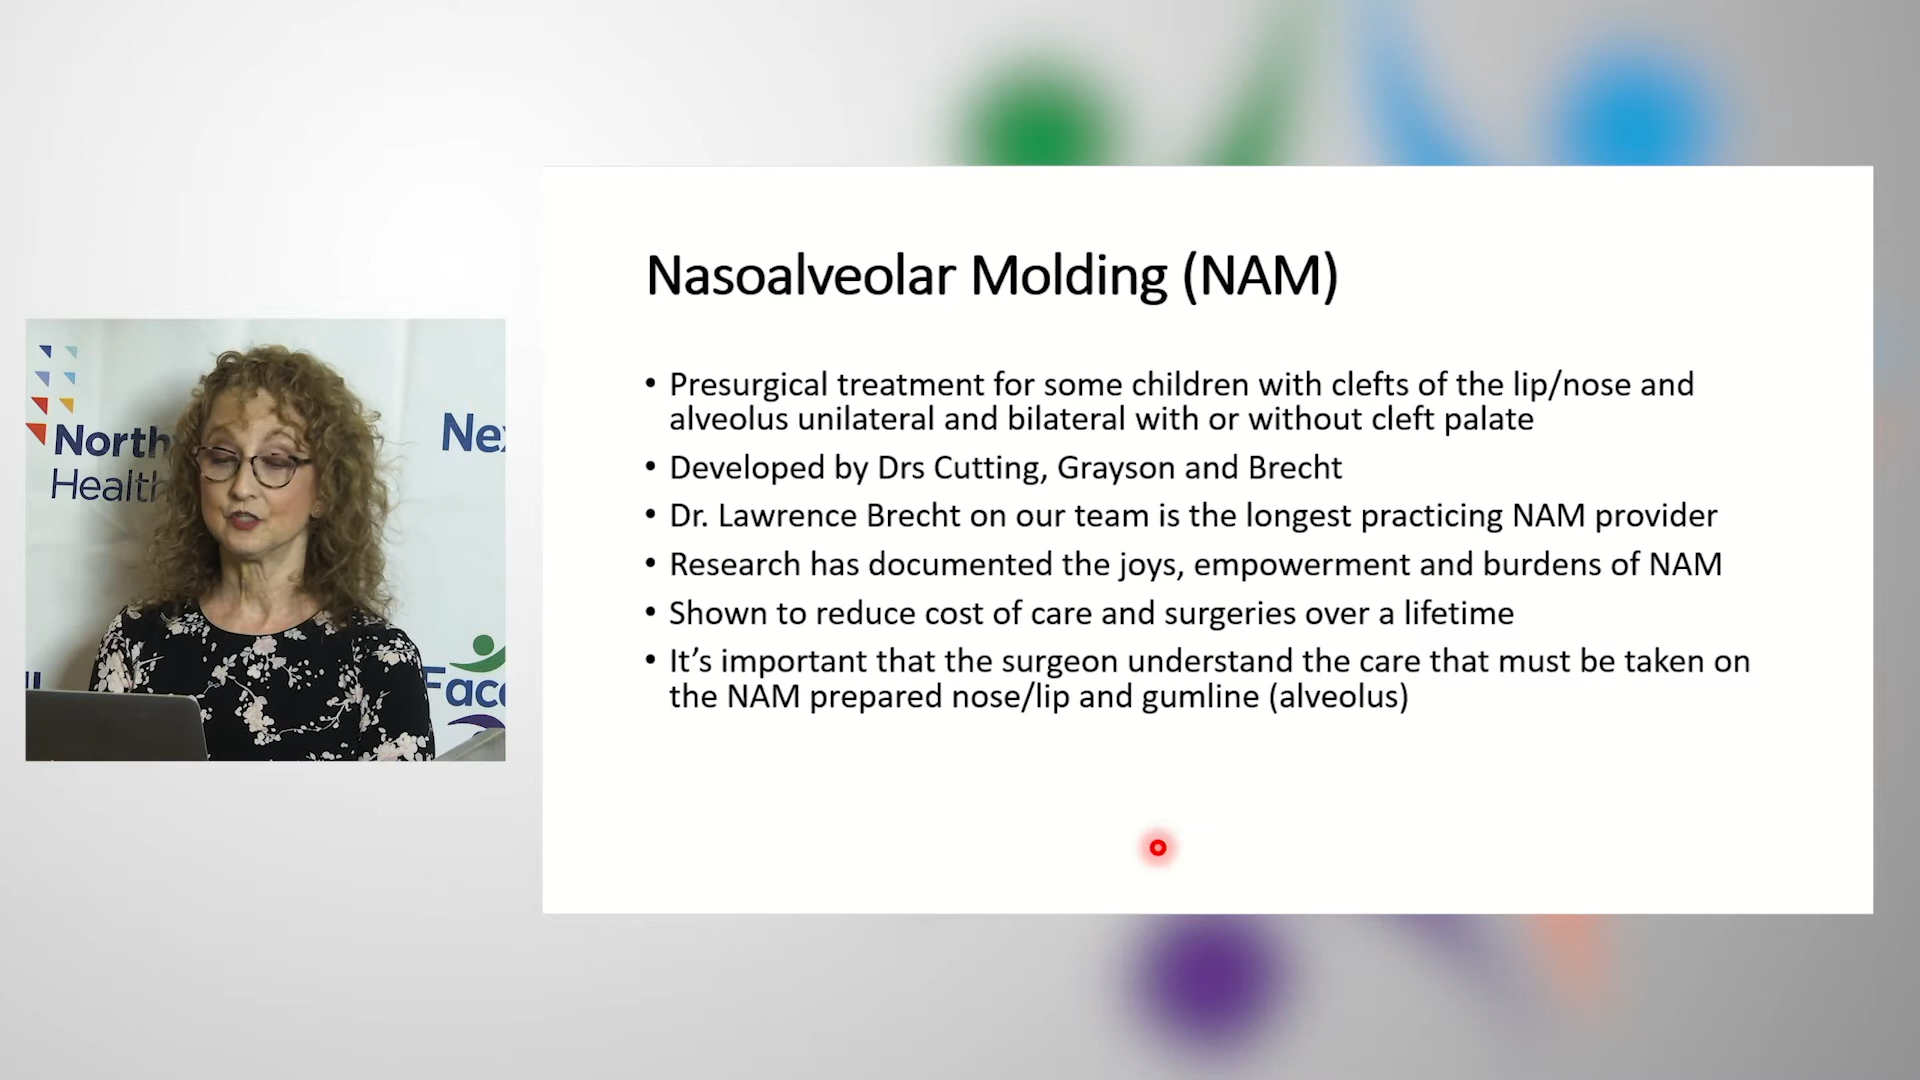 Nasoalveolar Molding (NAM)
• Presurgical treatment for some children with clefts of the lip/nose and
alveolus unilateral and bilateral with or without cleft palate
• Developed by Drs Cutting, Grayson and Brecht
• Dr. Lawrence Brecht on our team is the longest practicing NAM provider
• Research has documented the joys, empowerment and burdens of NAM
• Shown to reduce cost of care and surgeries over a lifetime
• It’s important that the surgeon understand the care that must be taken on
the NAM prepared nose/lip and gumline (alveolus)
North
Health